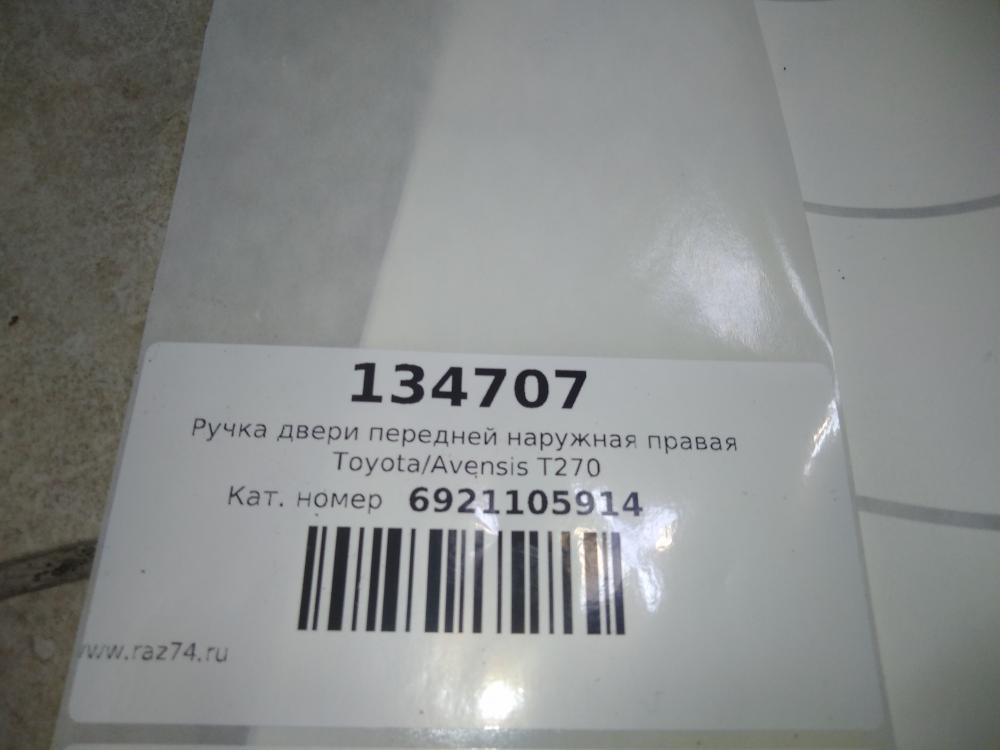 134707
Ручка двери передней наружная правая
Toyota/Avensis T270
Кат. номер 6921105914
www.raz74.ru